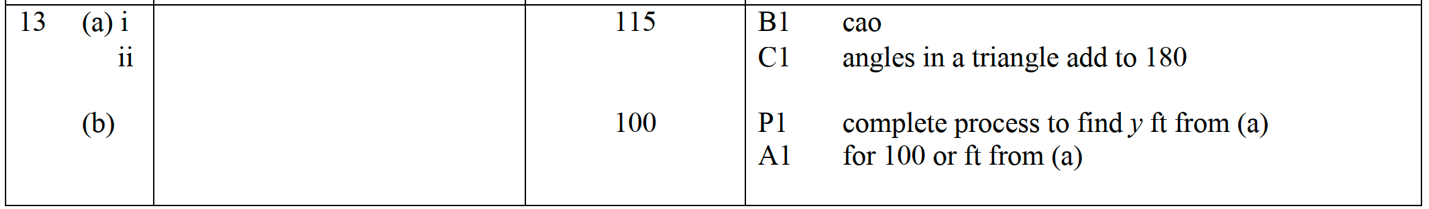 13 (a) i 115 B1 cao
ii C1 angles in a triangle add to 180
(b) 100 P1 complete process to find y ft from (a)
A1 for 100 or ft from (a)